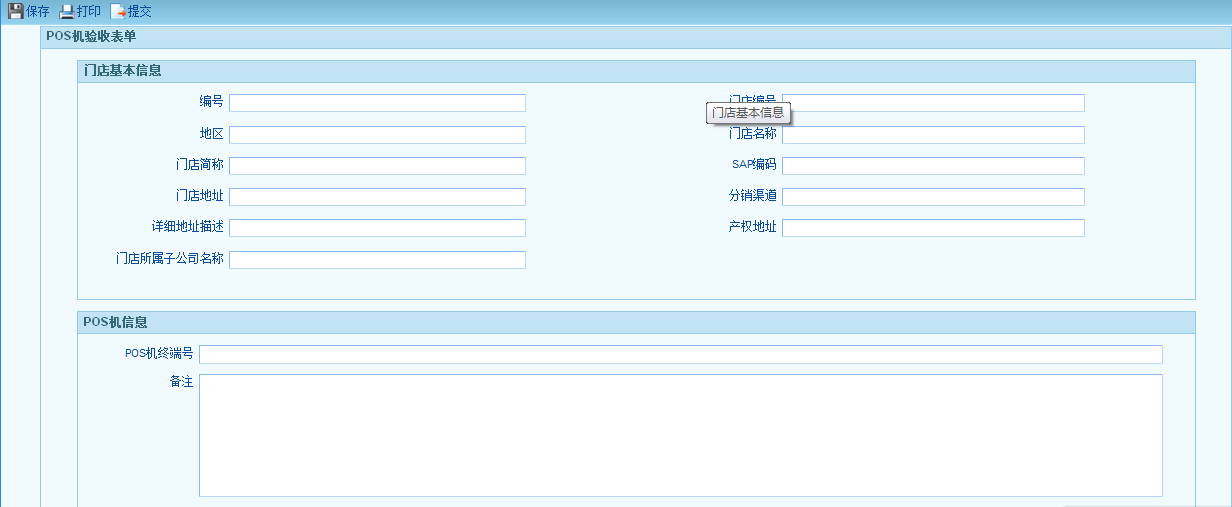 保存 打印 提交
POS机验收表单
门店基本信息
编号 门店编号
门店基本信息
地区 门店名称
门店简称 SAP编码
门店地址 分销渠道
详细地址描述 产权地址
门店所属子公司名称
POS机信息
POS机终端号
备注